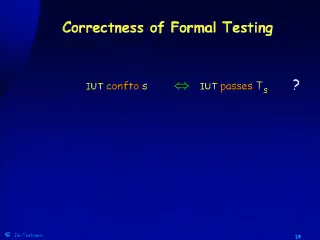 Correctness of Formal Testing
IUT confto s ⇔ IUT passes Ts ?
©
14